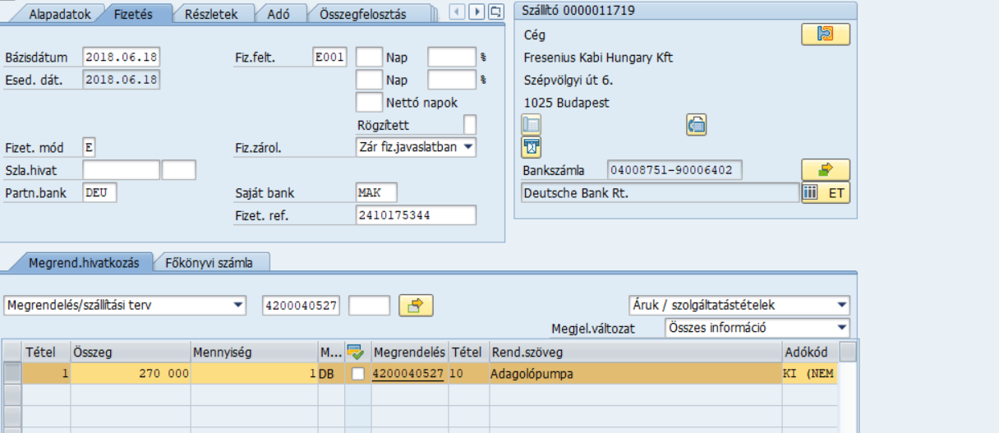 Alapadatok Fizetés Részletek Adó Összegfelosztás
Bázisdátum 2018.06.18 Fiz.felt. E001 Nap %
Esed. dát. 2018.06.18 Nap %
Nettó napok
Rögzített
Fizet. mód E Fiz.zárol. Zár fiz.javaslatban
Szla.hivat
Partn.bank DEU Saját bank MAK
Fizet. ref. 2410175344
Szállító 0000011719
Cég
Fresenius Kabi Hungary Kft
Szépvölgyi út 6.
1025 Budapest
Bankszámla 04008751-90006402
Deutsche Bank Rt. ET
Megrend.hivatkozás Főkönyvi számla
Megrendelés/szállítási terv 4200040527 Áruk / szolgáltatástételek
Megjel.változat Összes információ
Tétel Összeg Mennyiség M... Megrendelés Tétel Rend.szöveg Adókód
1 270 000 1 DB 4200040527 10 Adagolópumpa KI (NEM